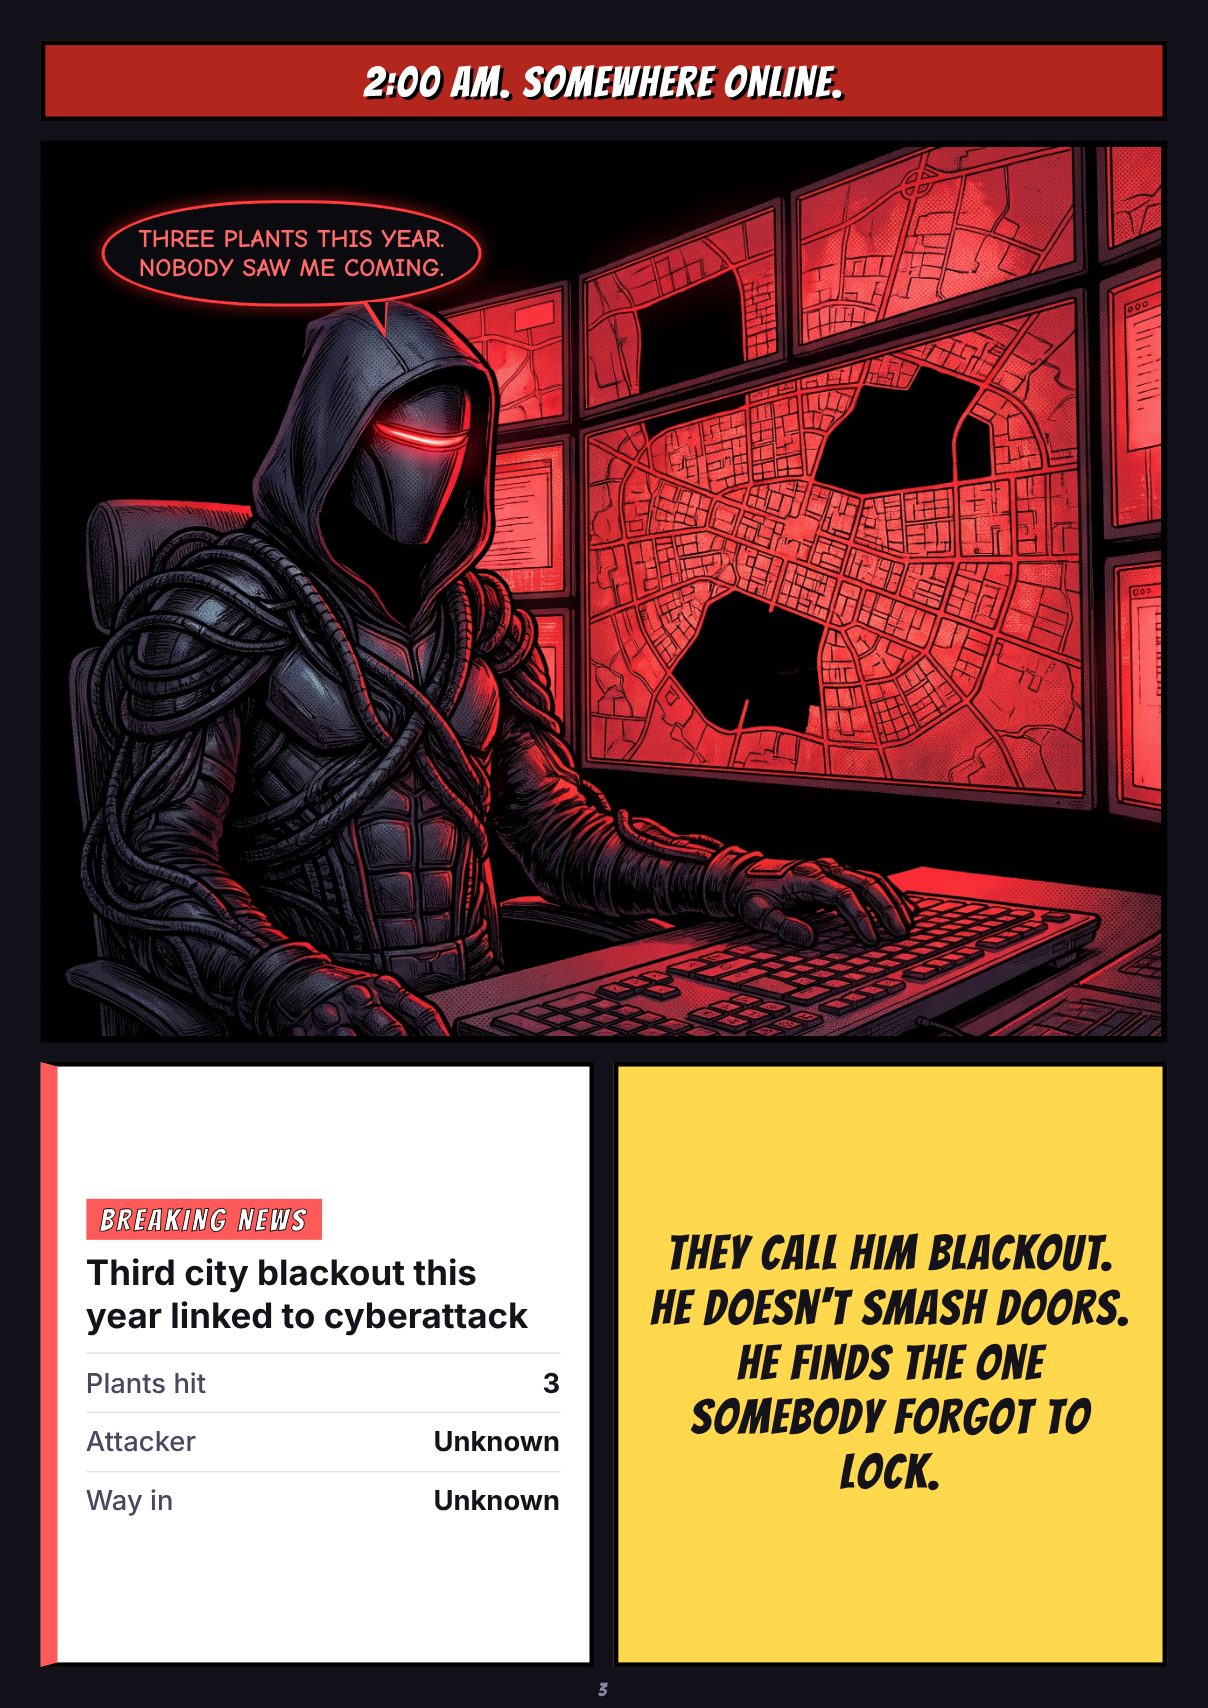 2:00 AM. SOMEWHERE ONLINE.
THREE PLANTS THIS YEAR.
NOBODY SAW ME COMING.
BREAKING NEWS
Third city blackout this
year linked to cyberattack
Plants hit 3
Attacker Unknown
Way in Unknown
THEY CALL HIM BLACKOUT.
HE DOESN'T SMASH DOORS.
HE FINDS THE ONE
SOMEBODY FORGOT TO
LOCK.
3